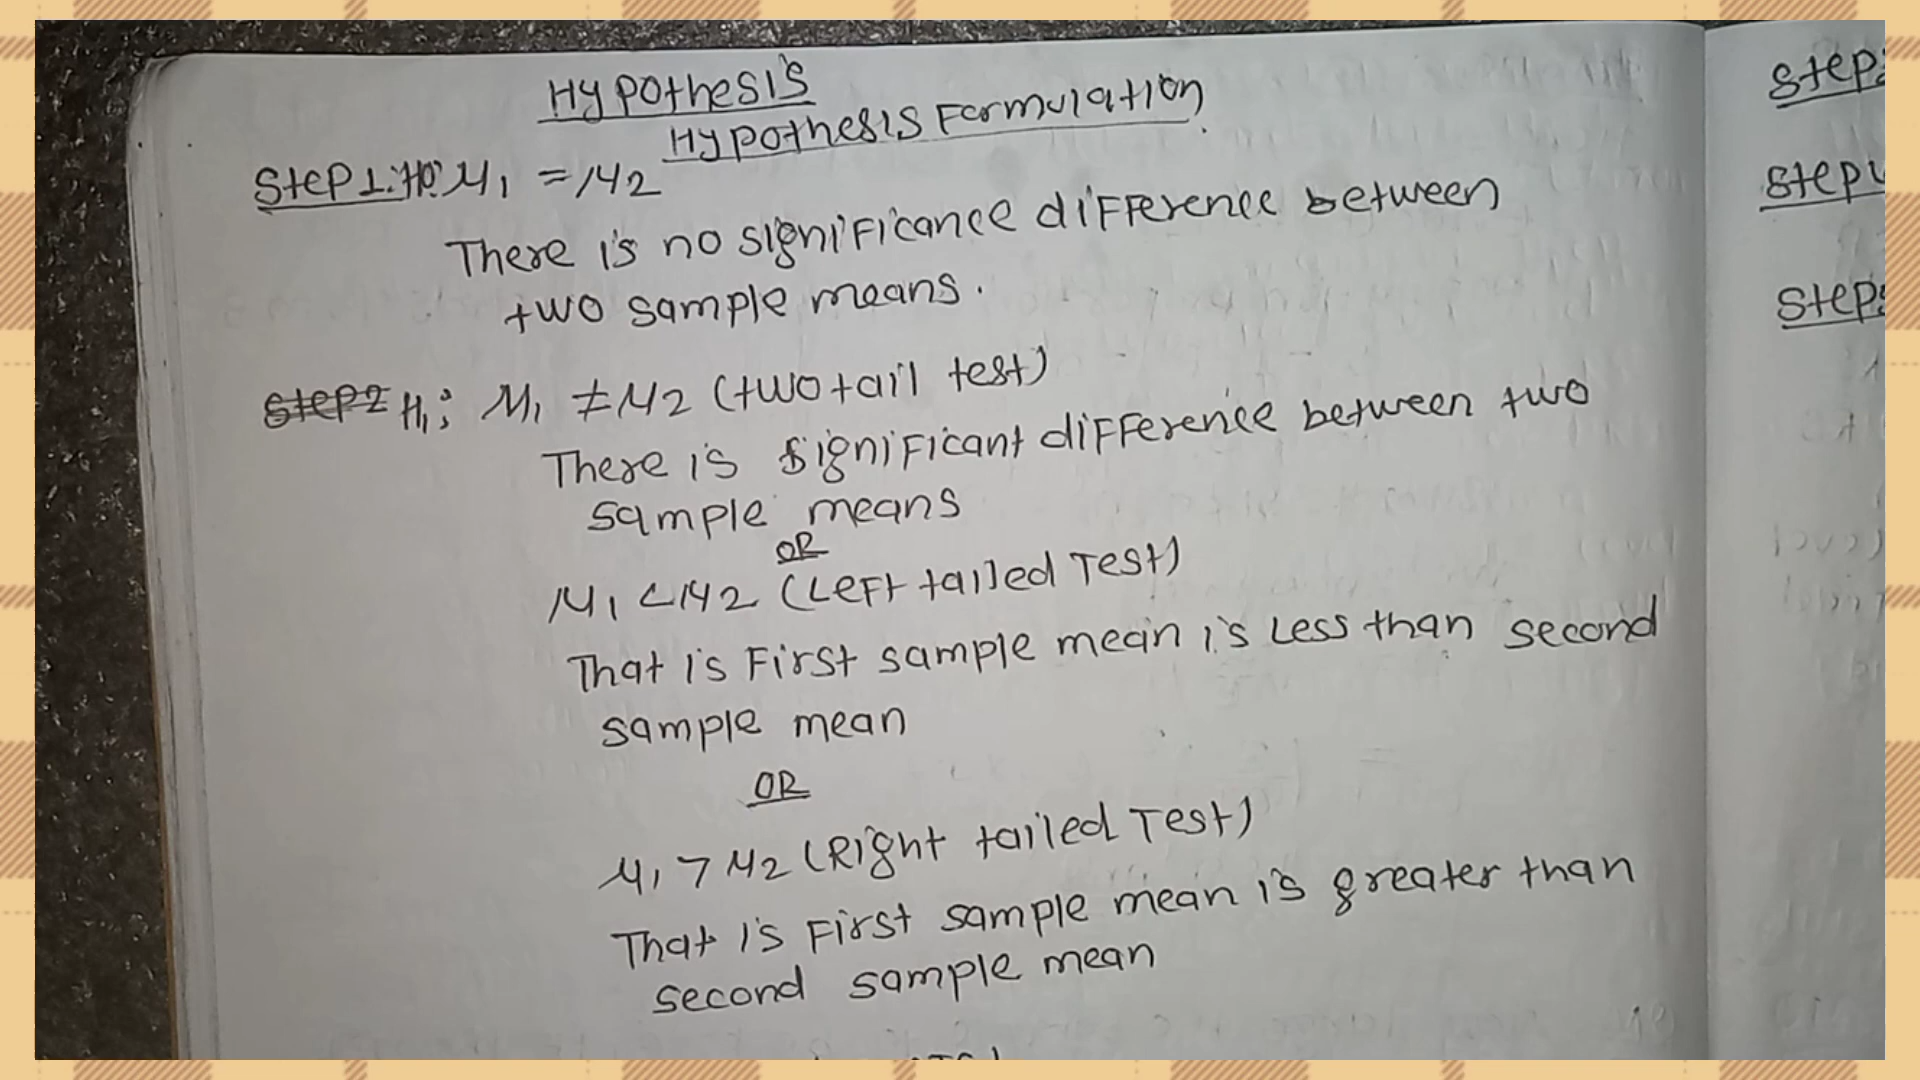 Hypothesis
Hypothesis Formulation
Step 1: H0: μ1 = μ2
There is no significance difference between
two sample means.
Step2 H1: μ1 ≠ μ2 (two tail test)
There is significant difference between two
sample means
OR
μ1 < μ2 (Left tailed Test)
That is First sample mean is Less than second
sample mean
OR
μ1 > μ2 (Right tailed Test)
That is First sample mean is greater than
second sample mean
Step
Step
Step